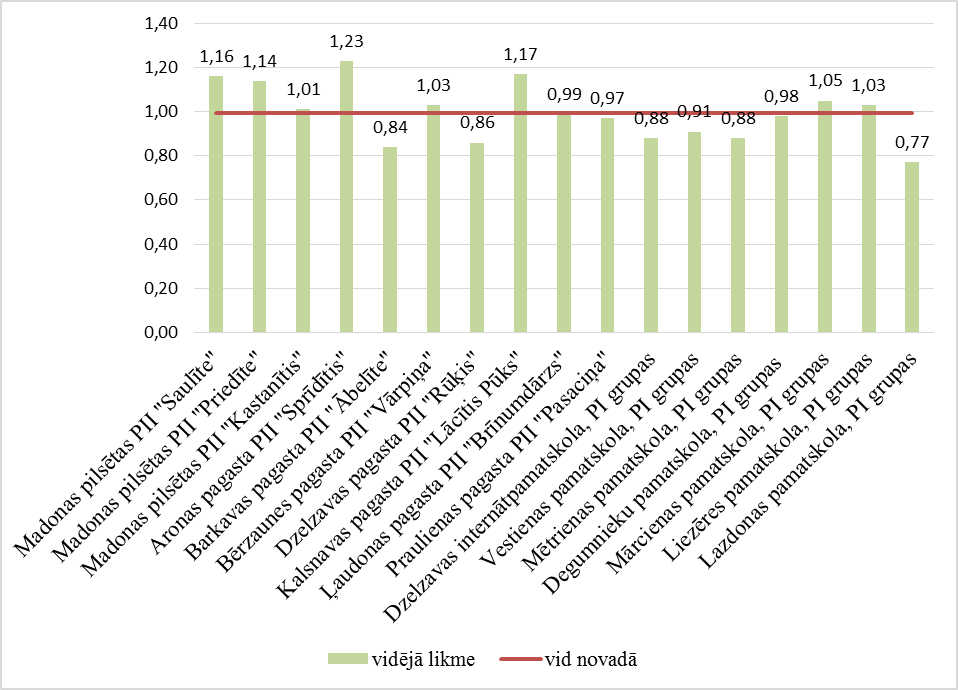 1,40
1,20
1,00
0,80
0,60
0,40
0,20
0,00
1,16
1,14
1,01
1,23
0,84
1,03
0,86
1,17
0,99
0,97
0,88
0,91
0,88
0,98
1,05
1,03
0,77
Madonas pilsētas PII "Saulīte"
Madonas pilsētas PII "Priedīte"
Madonas pilsētas PII "Kastanītis"
Aronas pagasta PII "Sprīdītis"
Barkavas pagasta PII "Ābelīte"
Bērzaunes pagasta PII "Vārpiņa"
Dzelzavas pagasta PII "Rūķis"
Kalsnavas pagasta PII "Lācītis Pūks"
Ļaudonas pagasta PII "Brīnumdārzs"
Praulienas pagasta PII "Pasaciņa"
Dzelzavas internātpamatskola, PI grupas
Vestienas pamatskola, PI grupas
Mētrienas pamatskola, PI grupas
Degumnieku pamatskola, PI grupas
Mārcienas pamatskola, PI grupas
Liezēres pamatskola, PI grupas
Lazdonas pamatskola, PI grupas
vidējā likme
vid novadā